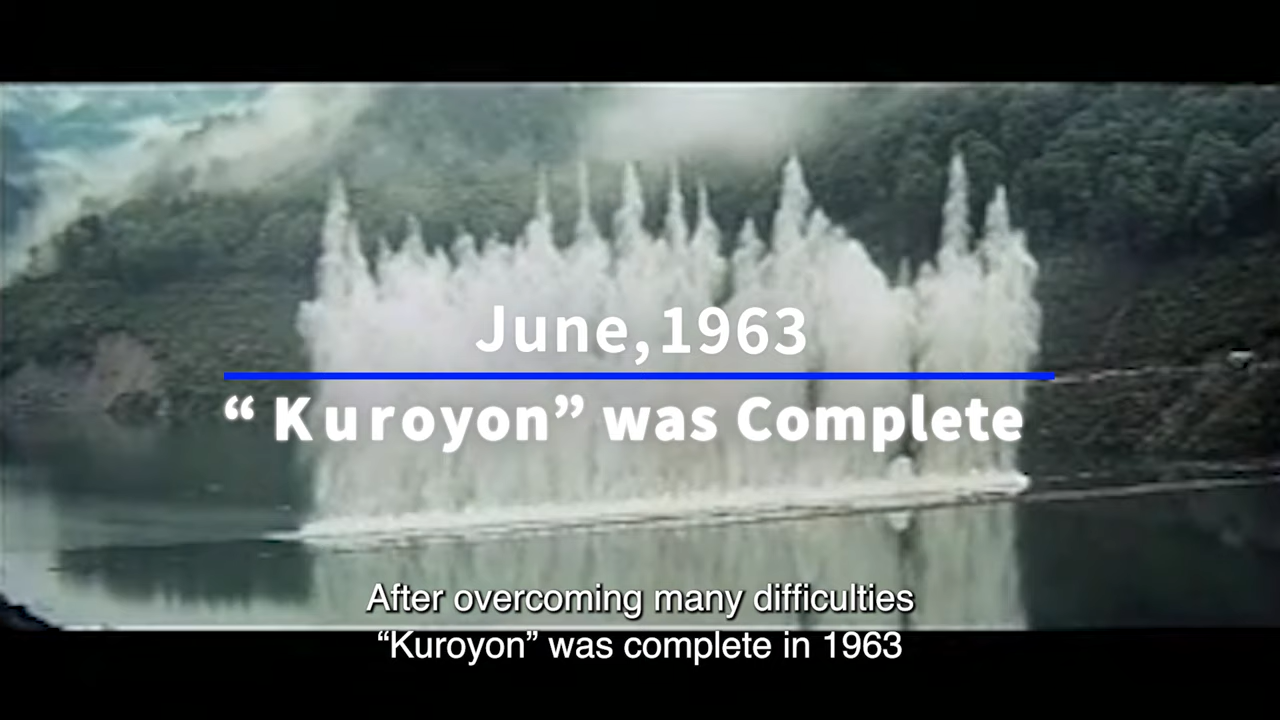 June,1963
“Kuroyon” was Complete
After overcoming many difficulties
“Kuroyon” was complete in 1963